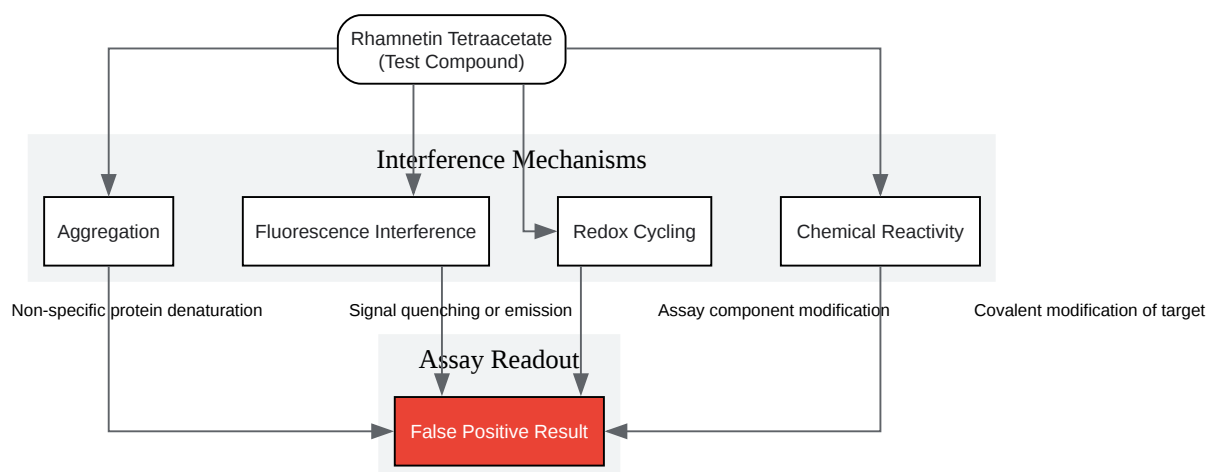 Rhamnetin Tetraacetate
(Test Compound)
Interference Mechanisms
Aggregation
Fluorescence Interference
Redox Cycling
Chemical Reactivity
Non-specific protein denaturation
Signal quenching or emission
Assay component modification
Covalent modification of target
Assay Readout
False Positive Result